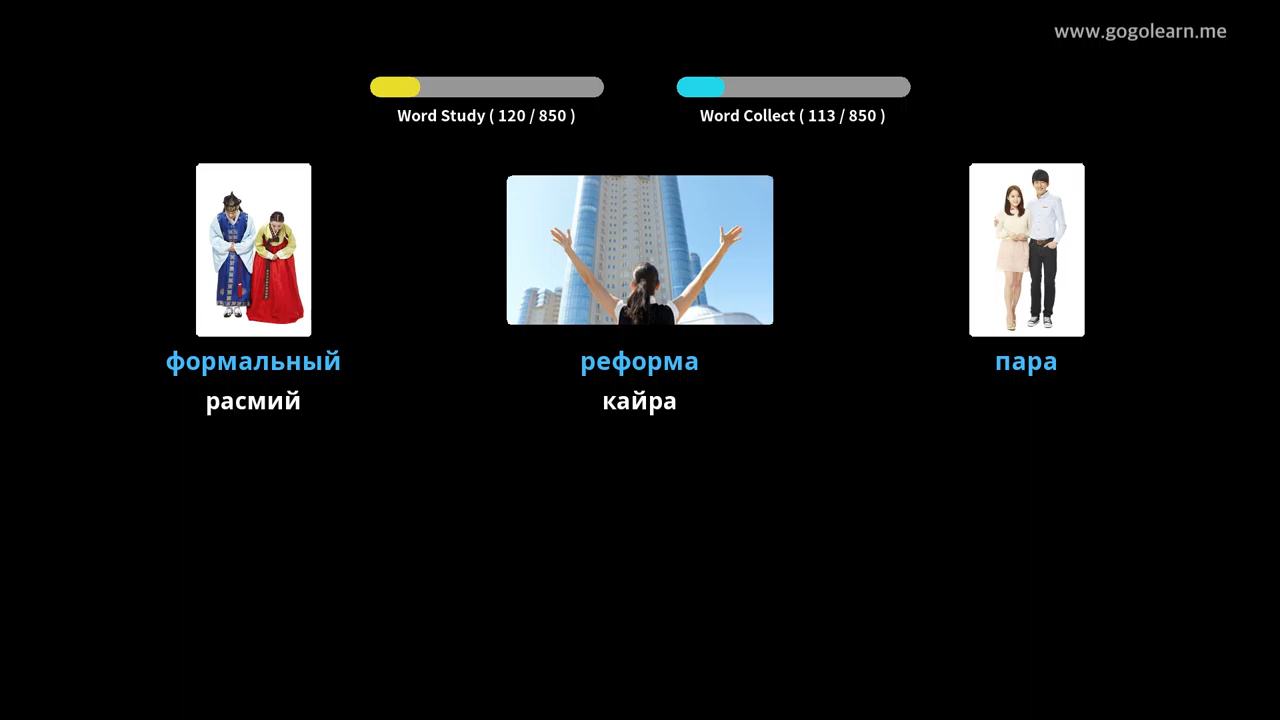 www.gogolearn.me
Word Study ( 120 / 850 )
Word Collect ( 113 / 850 )
формальный
реформа
пара
расмий
кайра